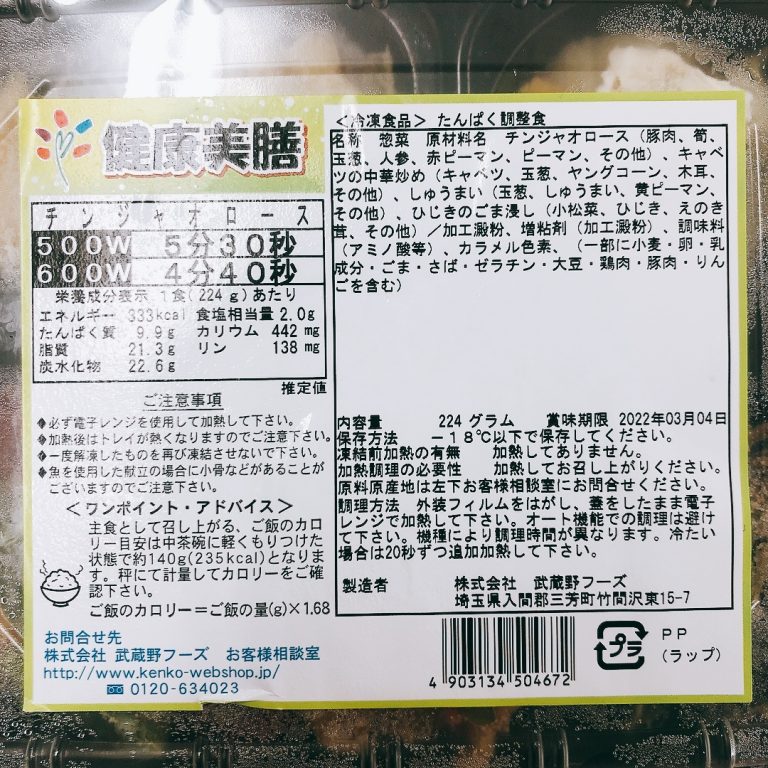 健康美膳
チンジャオロース
500W 5分30秒
600W 4分40秒
栄養成分表示 1食(224g)あたり
エネルギー 333kcal 食塩相当量 2.0g
たんぱく質 9.9g カリウム 442mg
脂質 21.3g リン 138mg
炭水化物 22.6g
推定値
ご注意事項
◆必ず電子レンジを使用して加熱して下さい。
◆加熱後はトレイが熱くなりますのでご注意下さい。
◆一度解凍したものを再び凍結させないで下さい。
◆魚を使用した献立の場合に小骨などがあることが
ございますのでご注意下さい。
<ワンポイント・アドバイス>
主食として召し上がる、ご飯のカロ
リー目安は中茶碗に軽くもりつけた
状態で約140g(235kcal)となりま
す。秤にて計量してカロリーをご確
認下さい。
ご飯のカロリー=ご飯の量(g)×1.68
お問合せ先
株式会社 武蔵野フーズ お客様相談室
http://www.kenko-webshop.jp/
0120-634023
<冷凍食品> たんぱく調整食
名称 惣菜 原材料名 チンジャオロース(豚肉、筍、
玉葱、人参、赤ピーマン、ピーマン、その他)、キャベ
ツの中華炒め(キャベツ、玉葱、ヤングコーン、木耳、
その他)、しゅうまい(玉葱、しゅうまい、黄ピーマン、
その他)、ひじきのごま浸し(小松菜、ひじき、えのき
茸、その他)/加工澱粉、増粘剤(加工澱粉)、調味料
(アミノ酸等)、カラメル色素、(一部に小麦・卵・乳
成分・ごま・さば・ゼラチン・大豆・鶏肉・豚肉・りん
ごを含む)
内容量 224 グラム 賞味期限 2022年03月04日
保存方法 -18℃以下で保存してください。
凍結前加熱の有無 加熱してありません。
加熱調理の必要性 加熱してお召し上がりください。
原料原産地は左下お客様相談室にお問合せください。
調理方法 外装フィルムをはがし、蓋をしたまま電子
レンジで加熱して下さい。オート機能での調理は避け
て下さい。機種により調理時間が異なります。冷たい
場合は20秒ずつ追加加熱して下さい。
製造者 株式会社 武蔵野フーズ
埼玉県入間郡三芳町竹間沢東15-7
4 903134 504672
プラ
PP
(ラップ)